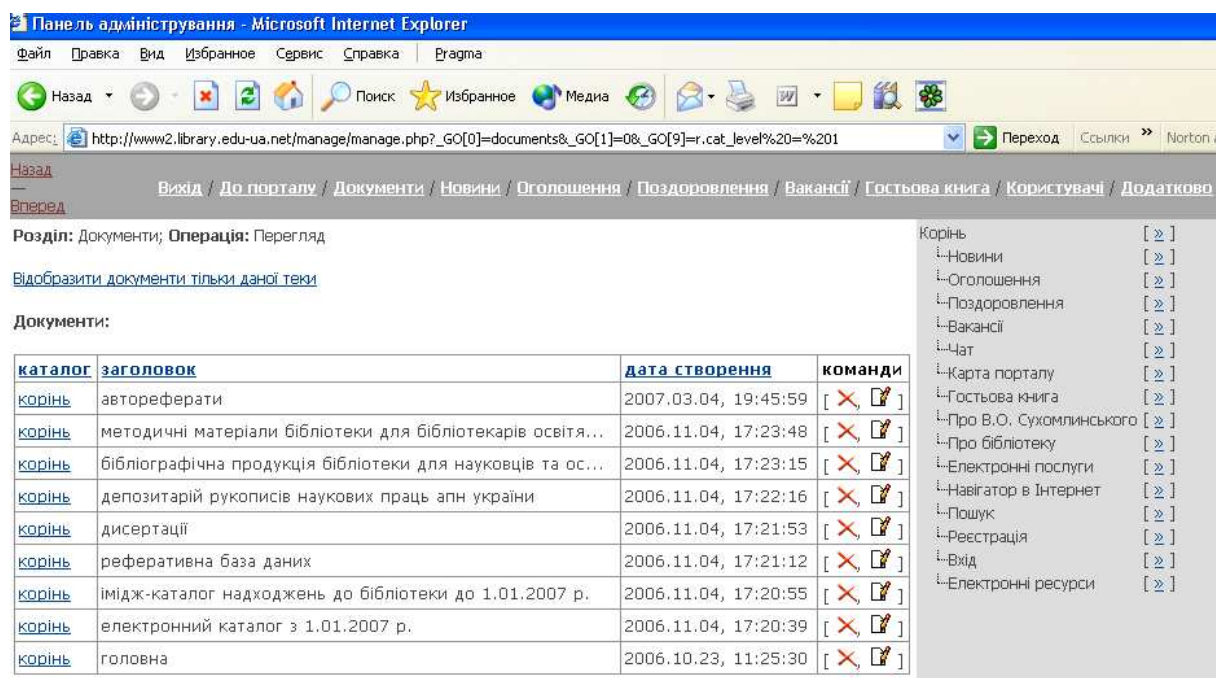 Панель адміністрування - Microsoft Internet Explorer
Файл Правка Вид Избранное Сервис Справка Pragma
Назад Поиск Избранное Медиа
Адрес: http://www2.library.edu-ua.net/manage/manage.php?_GO[0]=documents&_GO[1]=0&_GO[9]=r.cat_level%20=%201 Переход Ссылки » Norton
Назад
—
Вперед
Вихід / До порталу / Документи / Новини / Оголошення / Поздоровлення / Вакансії / Гостьова книга / Користувачі / Додатково
Розділ: Документи; Операція: Перегляд
Відобразити документи тільки даної теки
Документи:
каталог заголовок дата створення команди
корінь автореферати 2007.03.04, 19:45:59 [ , ]
корінь методичні матеріали бібліотеки для бібліотекарів освітя... 2006.11.04, 17:23:48 [ , ]
корінь бібліографічна продукція бібліотеки для науковців та ос... 2006.11.04, 17:23:15 [ , ]
корінь депозитарій рукописів наукових праць апн україни 2006.11.04, 17:22:16 [ , ]
корінь дисертації 2006.11.04, 17:21:53 [ , ]
корінь реферативна база даних 2006.11.04, 17:21:12 [ , ]
корінь імідж-каталог надходжень до бібліотеки до 1.01.2007 р. 2006.11.04, 17:20:55 [ , ]
корінь електронний каталог з 1.01.2007 р. 2006.11.04, 17:20:39 [ , ]
корінь головна 2006.10.23, 11:25:30 [ , ]
Корінь [ » ]
Новини [ » ]
Оголошення [ » ]
Поздоровлення [ » ]
Вакансії [ » ]
Чат [ » ]
Карта порталу [ » ]
Гостьова книга [ » ]
Про В.О. Сухомлинського [ » ]
Про бібліотеку [ » ]
Електронні послуги [ » ]
Навігатор в Інтернет [ » ]
Пошук [ » ]
Реєстрація [ » ]
Вхід [ » ]
Електронні ресурси [ » ]